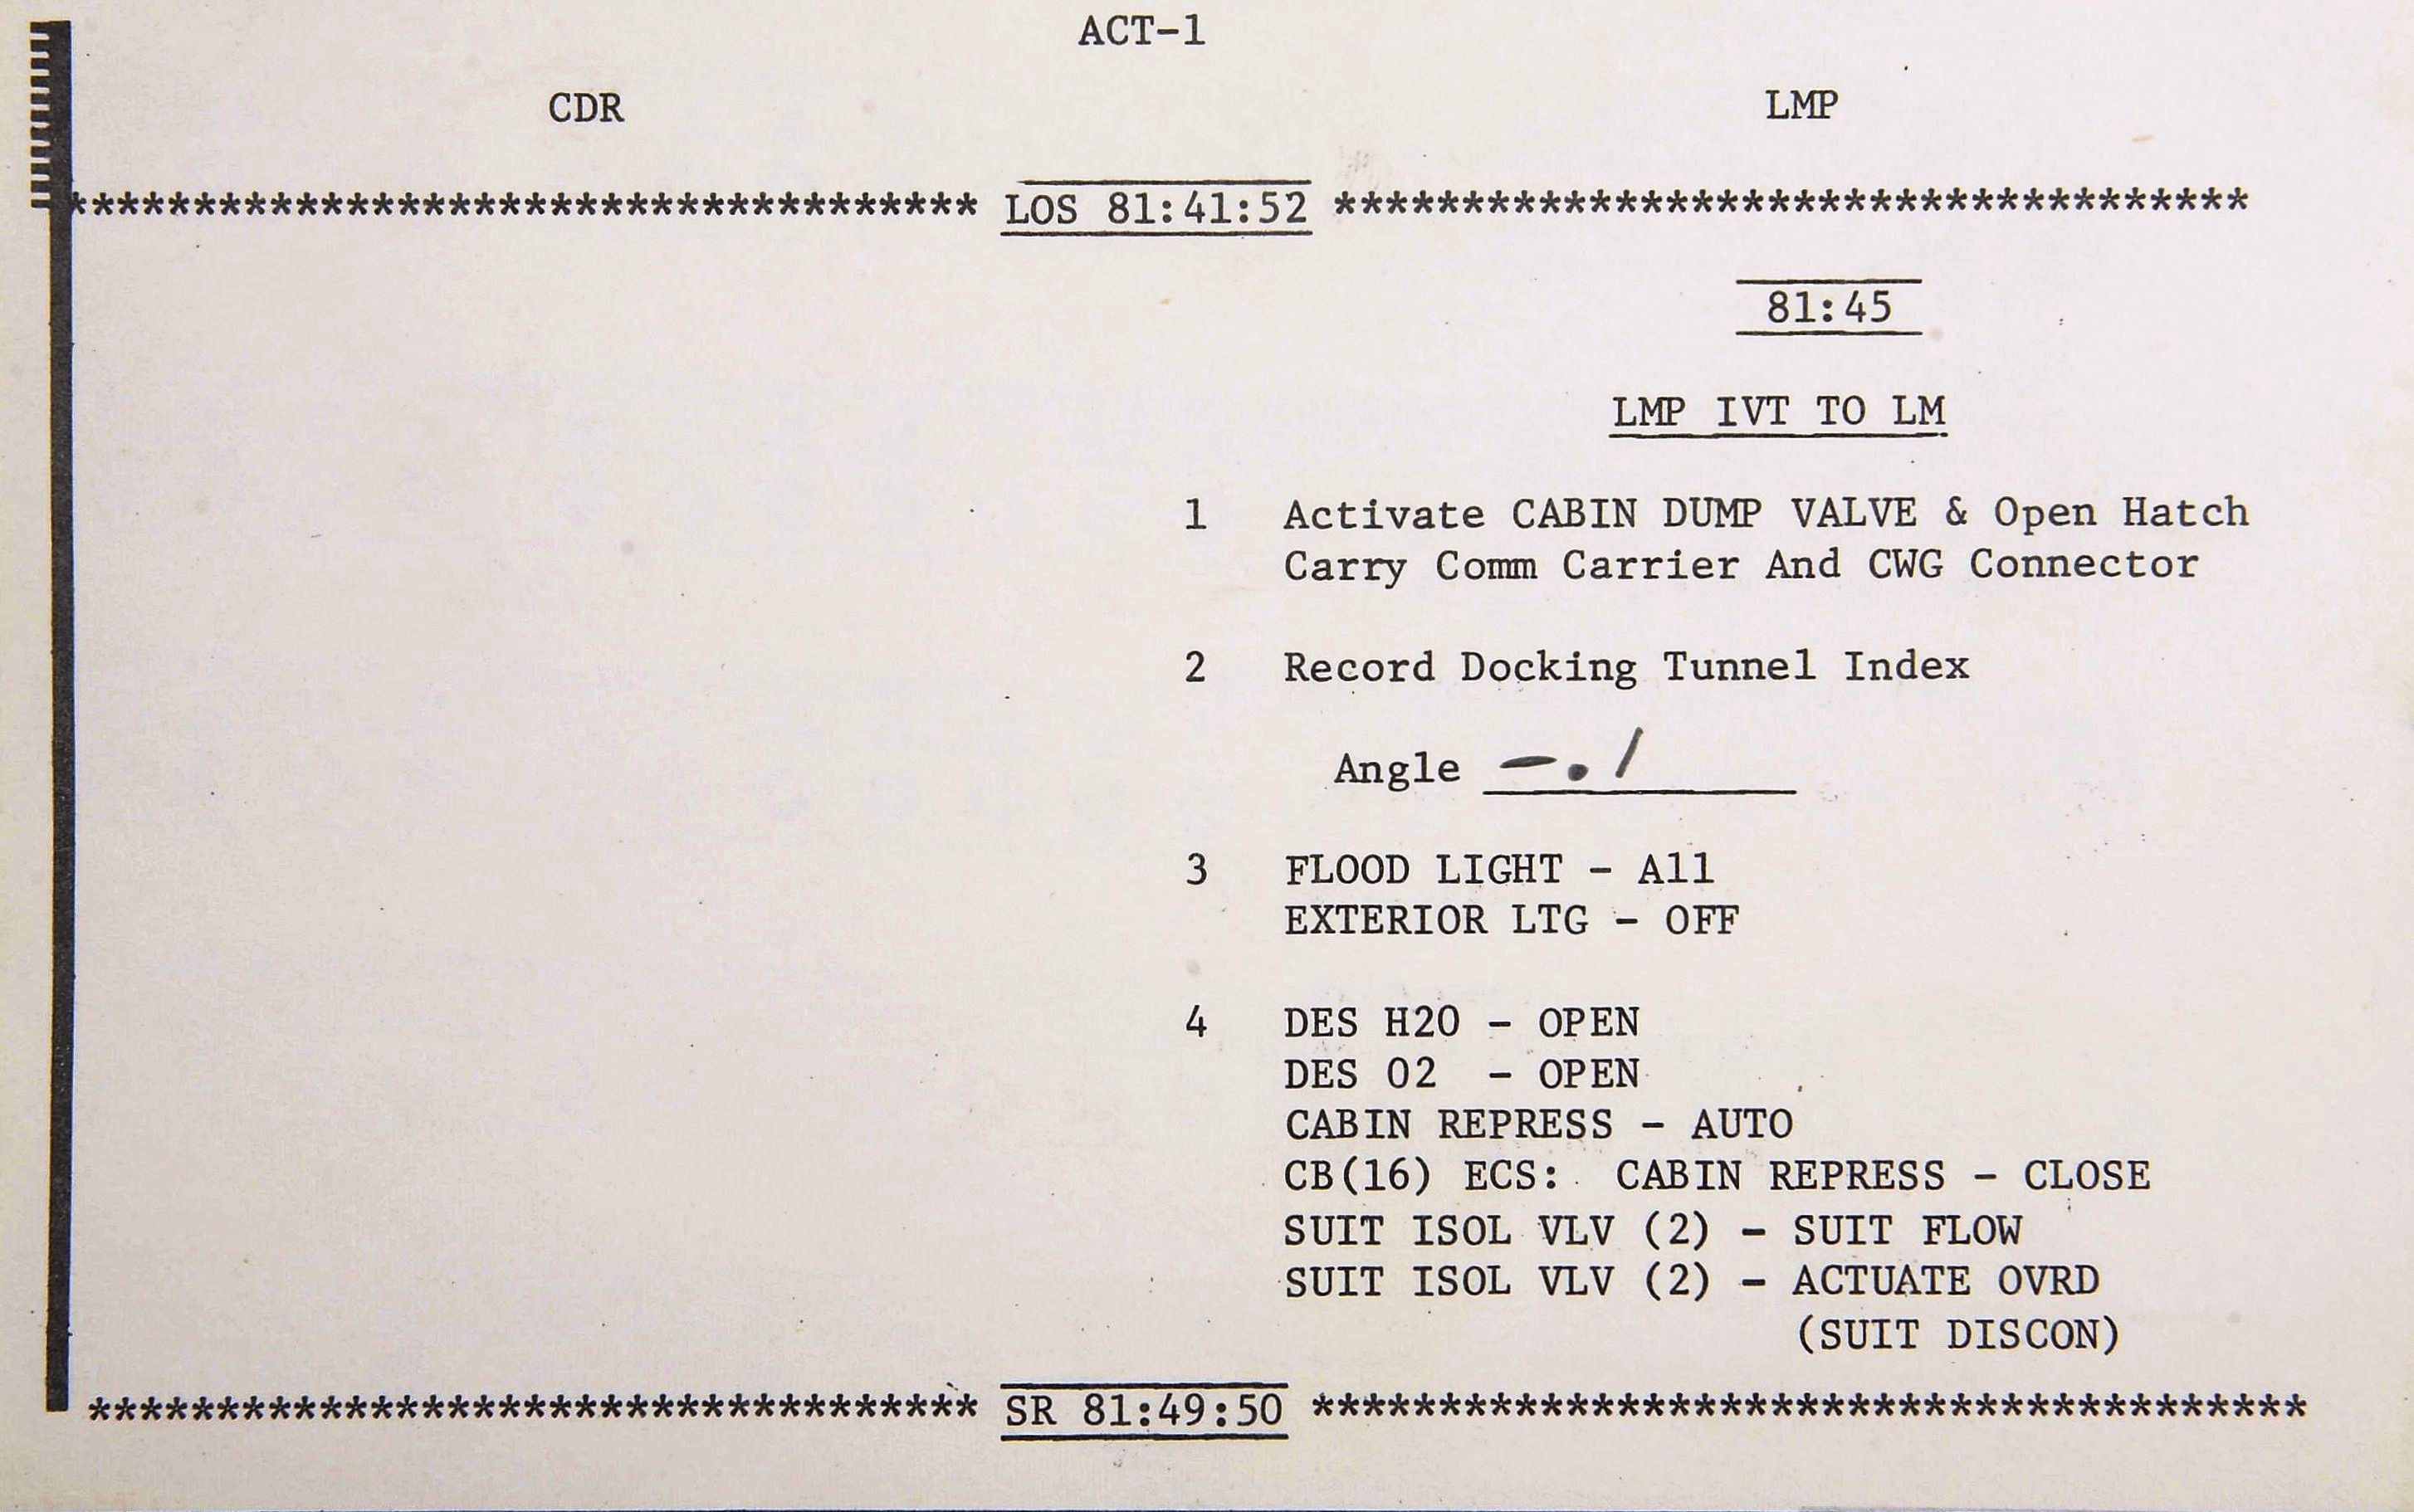 ACT-1
CDR LMP
*********************************** LOS 81:41:52 ************************************
81:45
LMP IVT TO LM
1 Activate CABIN DUMP VALVE & Open Hatch
Carry Comm Carrier And CWG Connector
2 Record Docking Tunnel Index
Angle -.1
3 FLOOD LIGHT - All
EXTERIOR LTG - OFF
4 DES H2O - OPEN
DES O2 - OPEN
CABIN REPRESS - AUTO
CB(16) ECS: CABIN REPRESS - CLOSE
SUIT ISOL VLV (2) - SUIT FLOW
SUIT ISOL VLV (2) - ACTUATE OVRD
(SUIT DISCON)
*********************************** SR 81:49:50 ***************************************